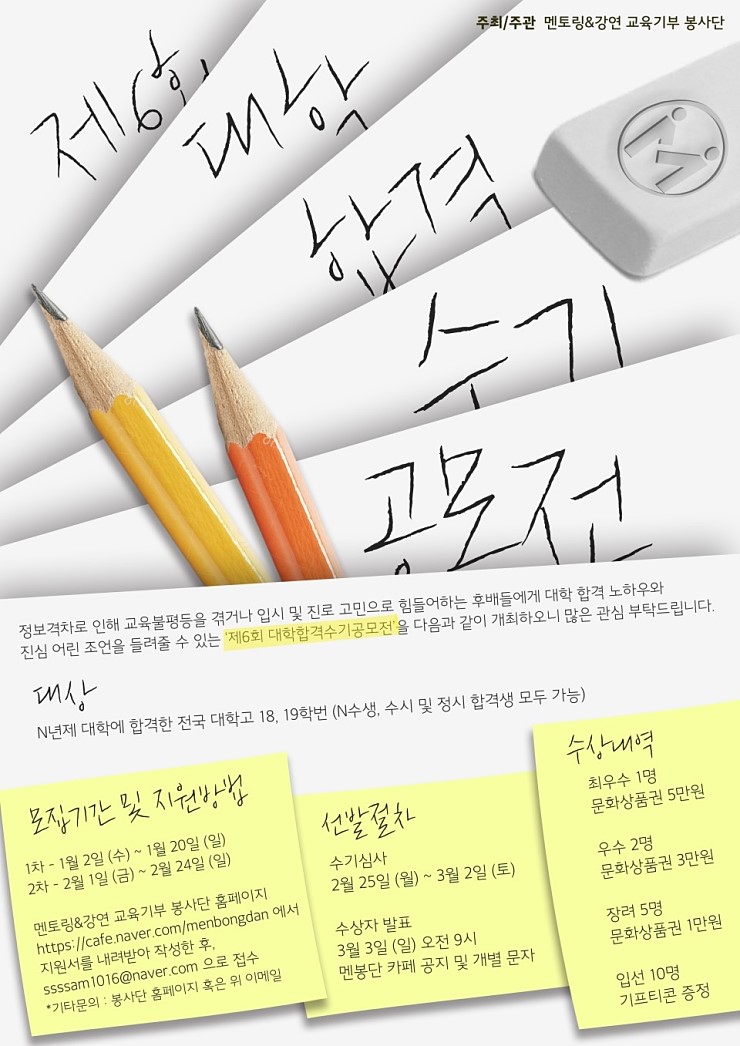 주최/주관 멘토링&강연 교육기부 봉사단
제6회
대학
합격
수기
공모전
정보격차로 인해 교육불평등을 겪거나 입시 및 진로 고민으로 힘들어하는 후배들에게 대학 합격 노하우와
진심 어린 조언을 들려줄 수 있는 '제6회 대학합격수기공모전'을 다음과 같이 개최하오니 많은 관심 부탁드립니다.
대상
N년제 대학에 합격한 전국 대학고 18, 19학번 (N수생, 수시 및 정시 합격생 모두 가능)
모집기간 및 지원방법
1차 - 1월 2일 (수) ~ 1월 20일 (일)
2차 - 2월 1일 (금) ~ 2월 24일 (일)
멘토링&강연 교육기부 봉사단 홈페이지
https://cafe.naver.com/menbongdan 에서
지원서를 내려받아 작성한 후,
ssssam1016@naver.com 으로 접수
*기타문의 : 봉사단 홈페이지 혹은 위 이메일
선발절차
수기심사
2월 25일 (월) ~ 3월 2일 (토)
수상자 발표
3월 3일 (일) 오전 9시
멘봉단 카페 공지 및 개별 문자
수상내역
최우수 1명
문화상품권 5만원
우수 2명
문화상품권 3만원
장려 5명
문화상품권 1만원
입선 10명
기프티콘 증정